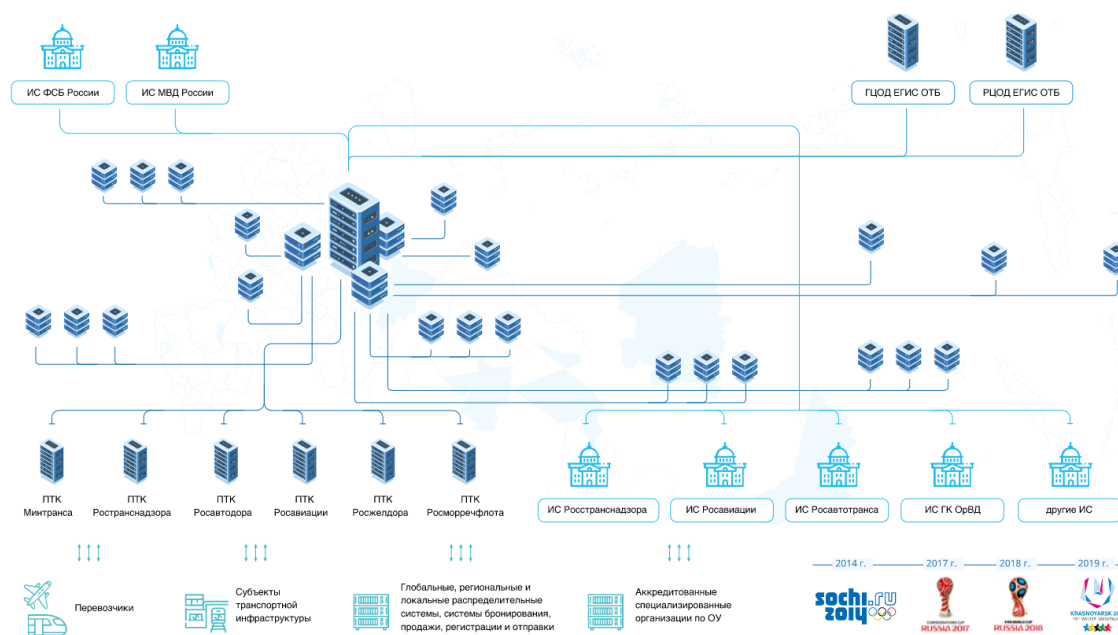 ИС ФСБ России
ИС МВД России
ГЦОД ЕГИС ОТБ
РЦОД ЕГИС ОТБ
ПТК
Минтранса
ПТК
Ространснадзора
ПТК
Росавтодора
ПТК
Росавиации
ПТК
Росжелдора
ПТК
Росморречфлота
ИС Росстранснадзора
ИС Росавиации
ИС Росавтотранса
ИС ГК ОрВД
другие ИС
Перевозчики
Субъекты
транспортной
инфраструктуры
Глобальные, региональные и
локальные распределительные
системы, системы бронирования,
продажи, регистрации и отправки
Аккредитованные
специализированные
организации по ОУ
2014 г.
2017 г.
2018 г.
2019 г.
sochi.ru
2014
RUSSIA 2017
RUSSIA 2018
KRASNOYARSK 20